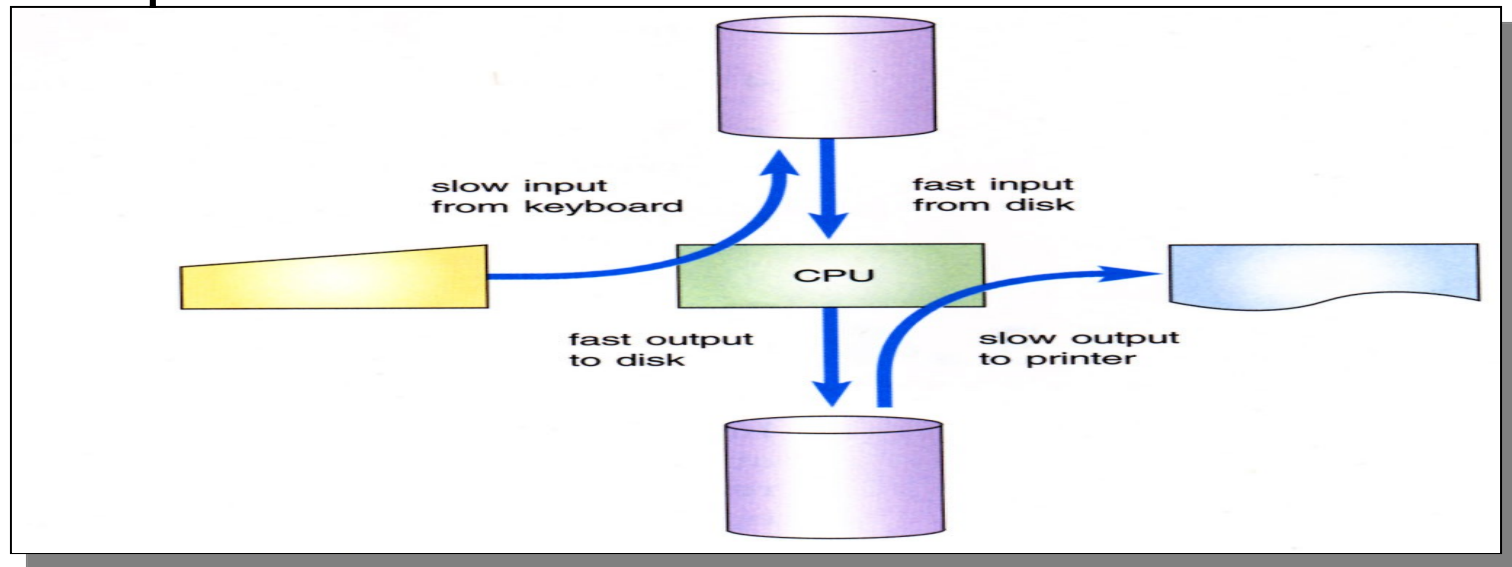 slow input
from keyboard
fast input
from disk
CPU
fast output
to disk
slow output
to printer